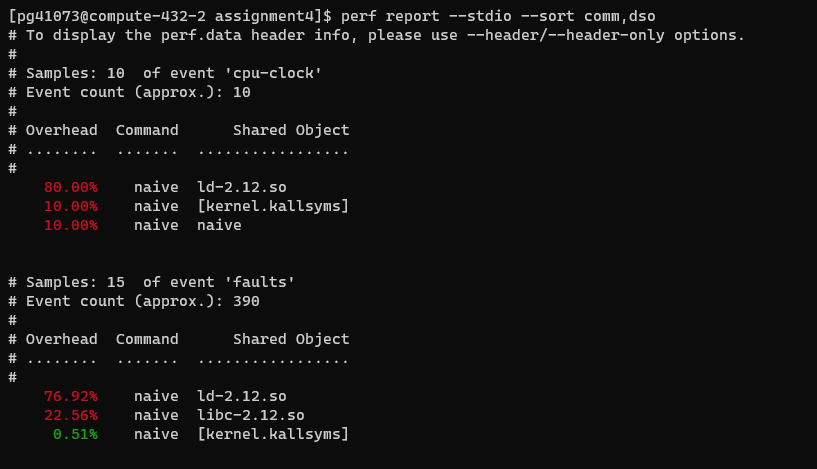 [pg41073@compute-432-2 assignment4]$ perf report --stdio --sort comm,dso
# To display the perf.data header info, please use --header/--header-only options.
#
# Samples: 10  of event 'cpu-clock'
# Event count (approx.): 10
#
# Overhead  Command      Shared Object
# ........  .......  .................
#
    80.00%    naive  ld-2.12.so
    10.00%    naive  [kernel.kallsyms]
    10.00%    naive  naive
# Samples: 15  of event 'faults'
# Event count (approx.): 390
#
# Overhead  Command      Shared Object
# ........  .......  .................
#
    76.92%    naive  ld-2.12.so
    22.56%    naive  libc-2.12.so
     0.51%    naive  [kernel.kallsyms]